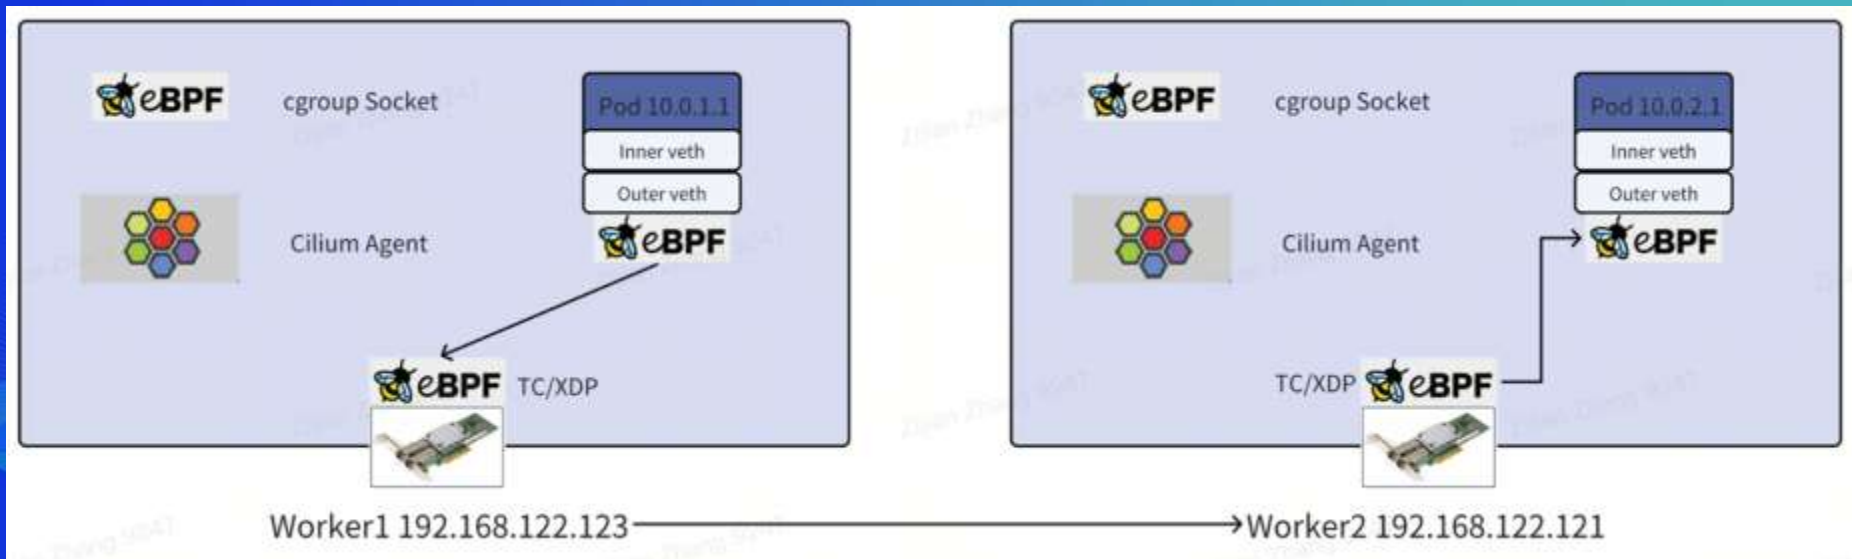 eBPF
cgroup Socket
Pod 10.0.1.1
Inner veth
Outer veth
Cilium Agent
eBPF
eBPF
TC/XDP
Worker1 192.168.122.123
eBPF
cgroup Socket
Pod 10.0.2.1
Inner veth
Outer veth
Cilium Agent
eBPF
TC/XDP
eBPF
Worker2 192.168.122.121